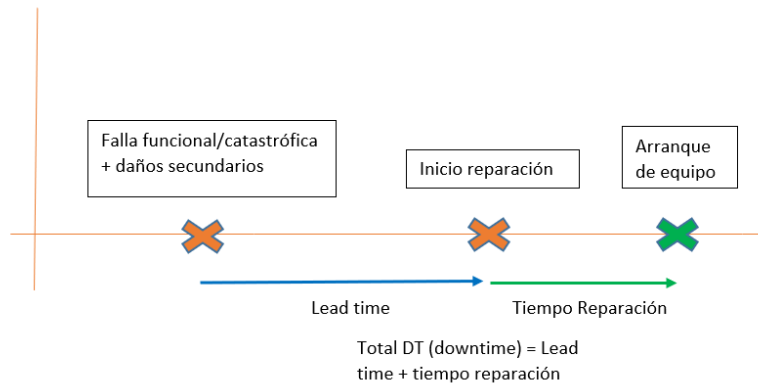 Falla funcional/catastrófica
+ daños secundarios
Inicio reparación
Arranque
de equipo
Lead time
Tiempo Reparación
Total DT (downtime) = Lead
time + tiempo reparación